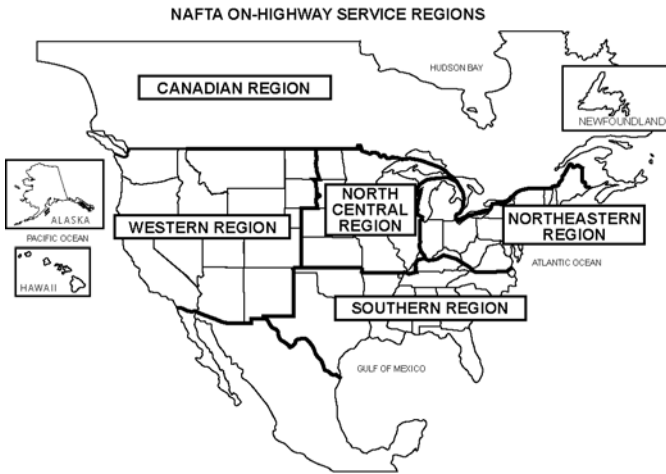 NAFTA ON-HIGHWAY SERVICE REGIONS
HUDSON BAY
CANADIAN REGION
NEWFOUNDLAND
ALASKA
PACIFIC OCEAN
HAWAII
WESTERN REGION
NORTH
CENTRAL
REGION
NORTHEASTERN
REGION
ATLANTIC OCEAN
SOUTHERN REGION
GULF OF MEXICO